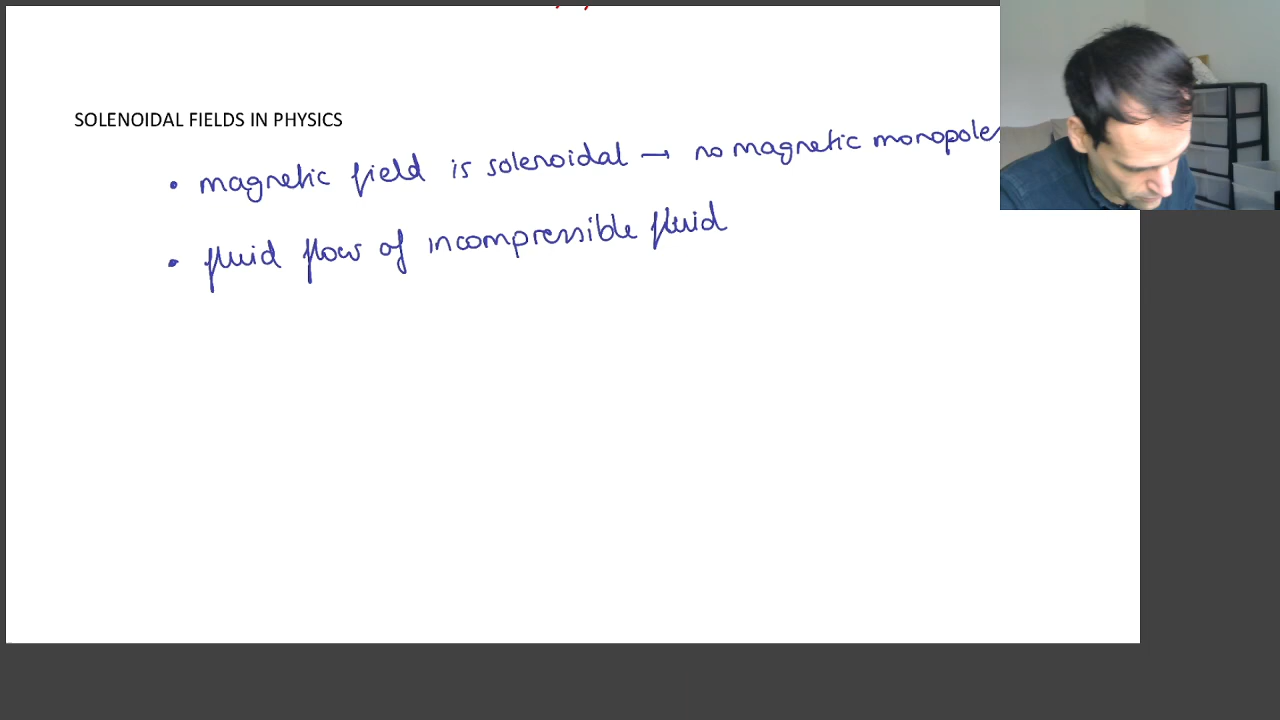 SOLENOIDAL FIELDS IN PHYSICS
• magnetic field is solenoidal → no magnetic monopoles
• fluid flow of incompressible fluid